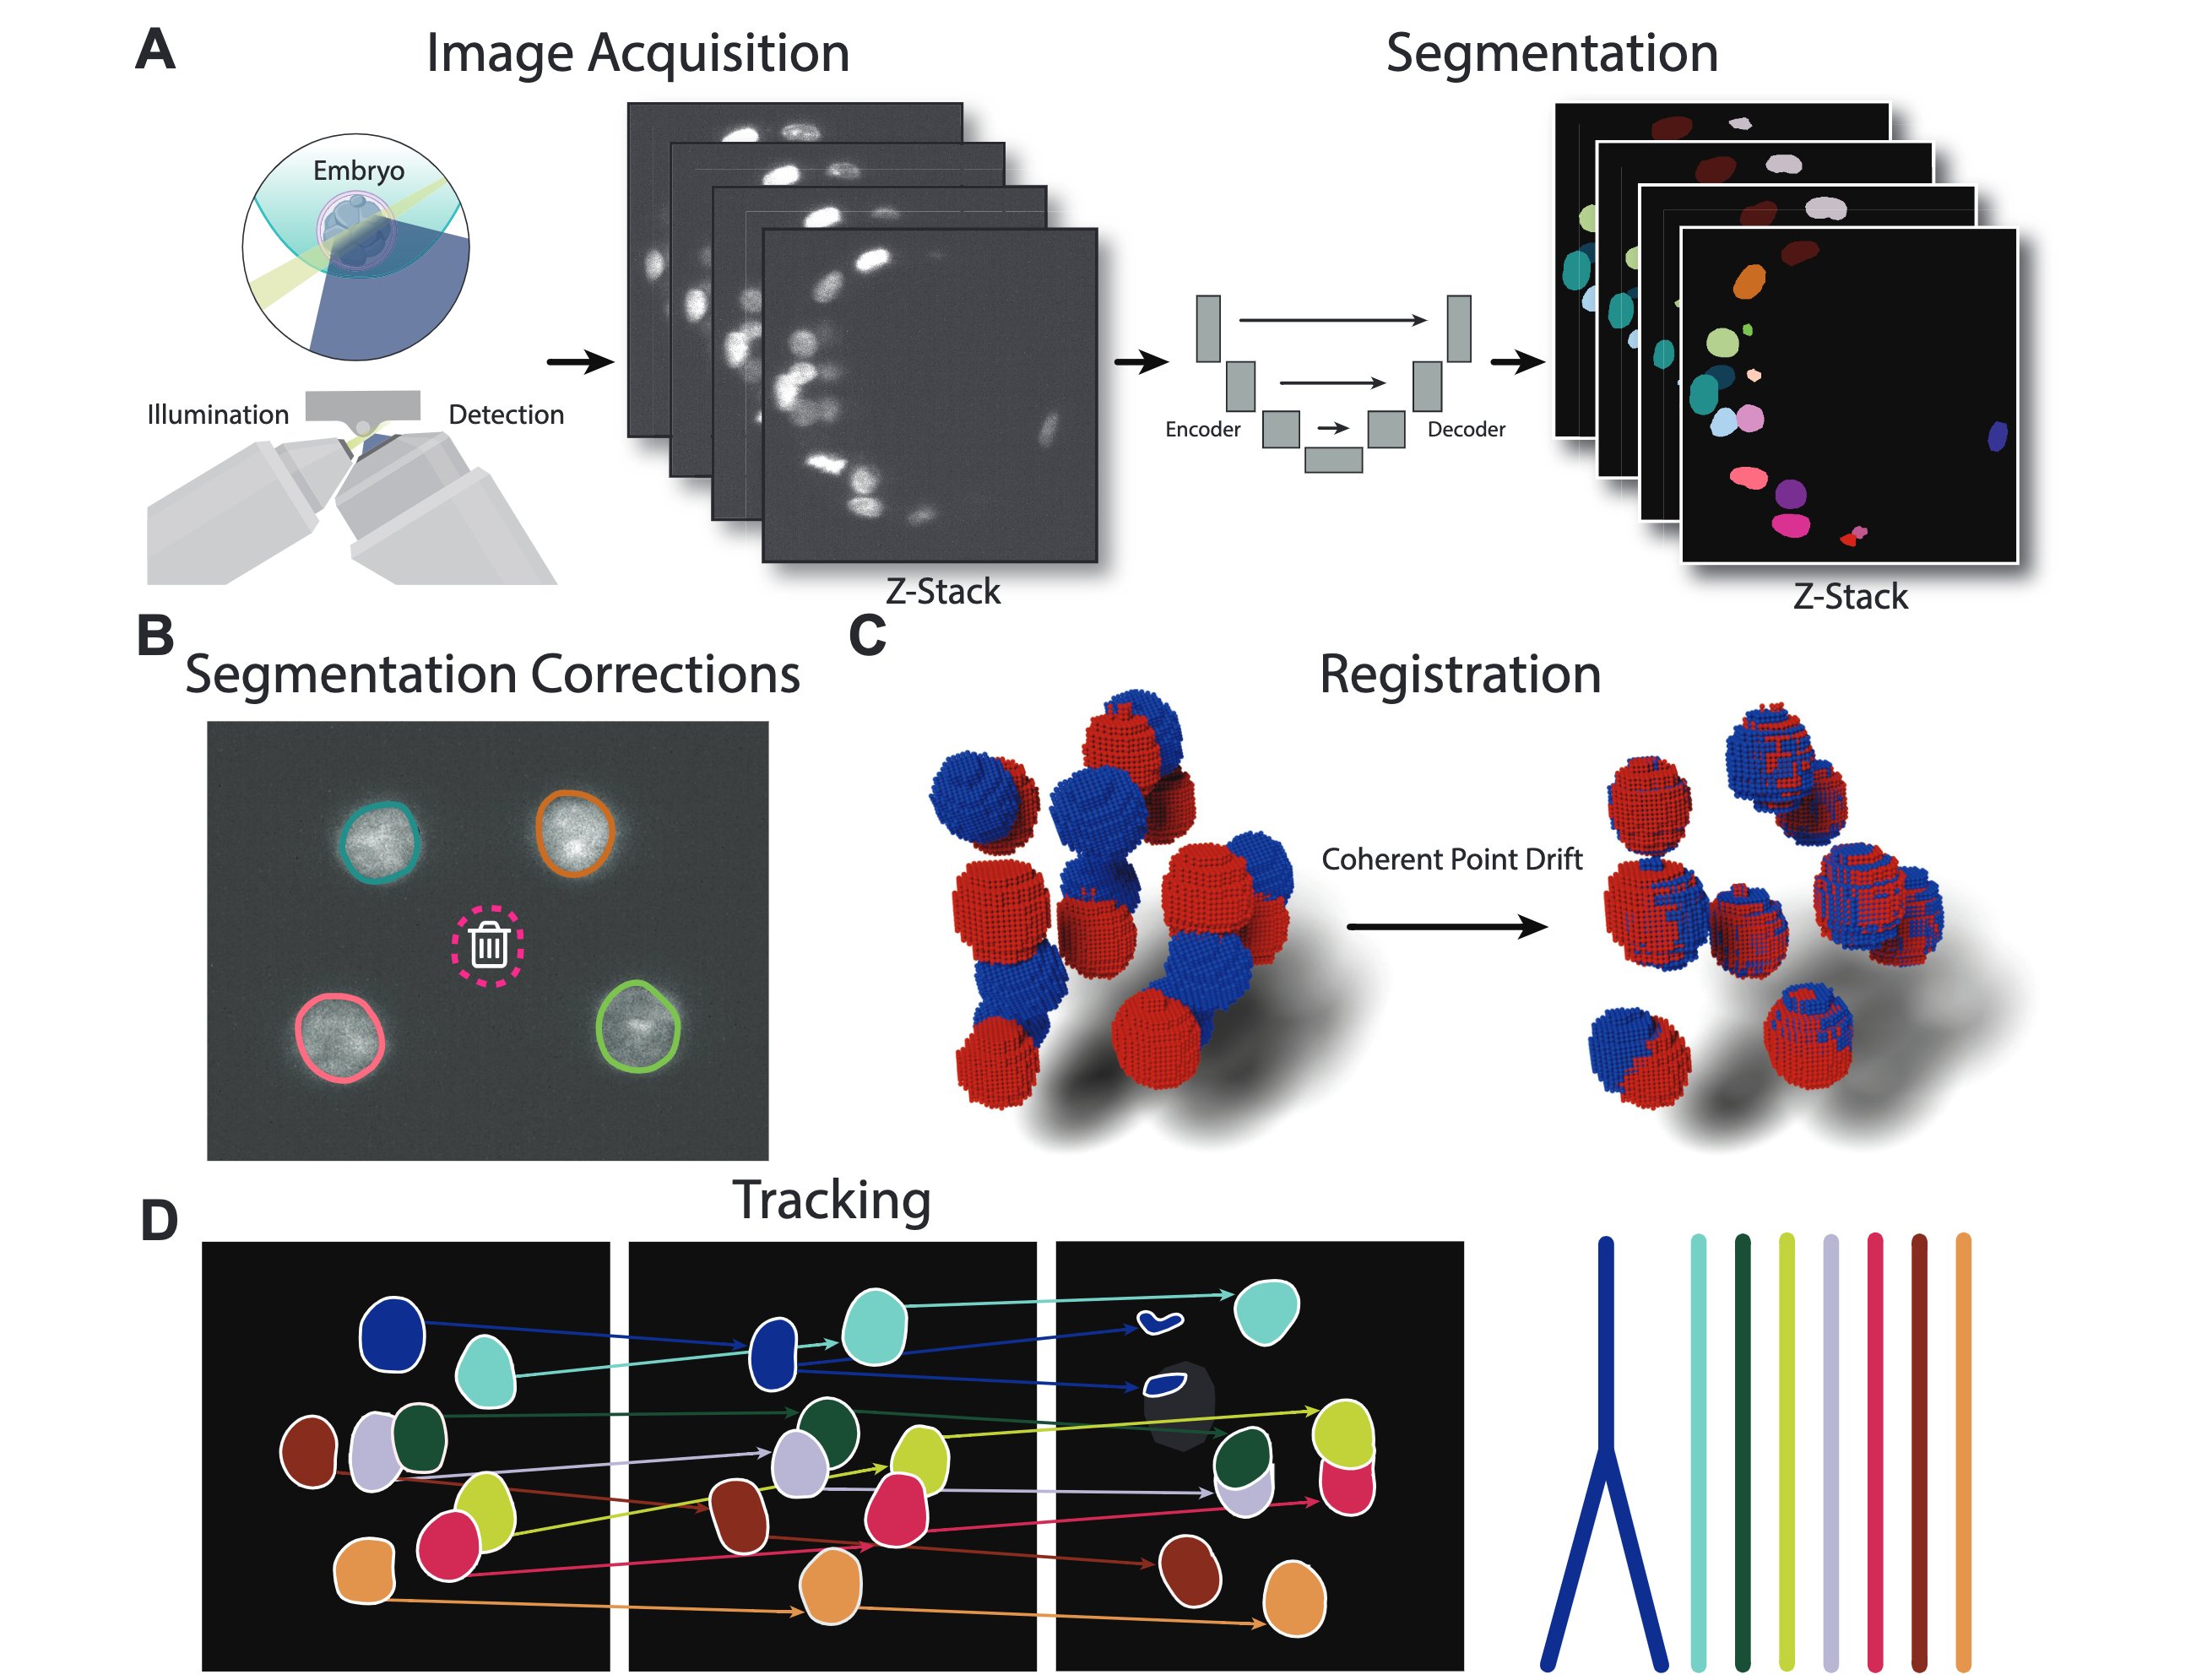 A
Image Acquisition
Segmentation
Embryo
Illumination
Detection
Encoder
Decoder
Z-Stack
Z-Stack
B
Segmentation Corrections
C
Registration
Coherent Point Drift
D
Tracking